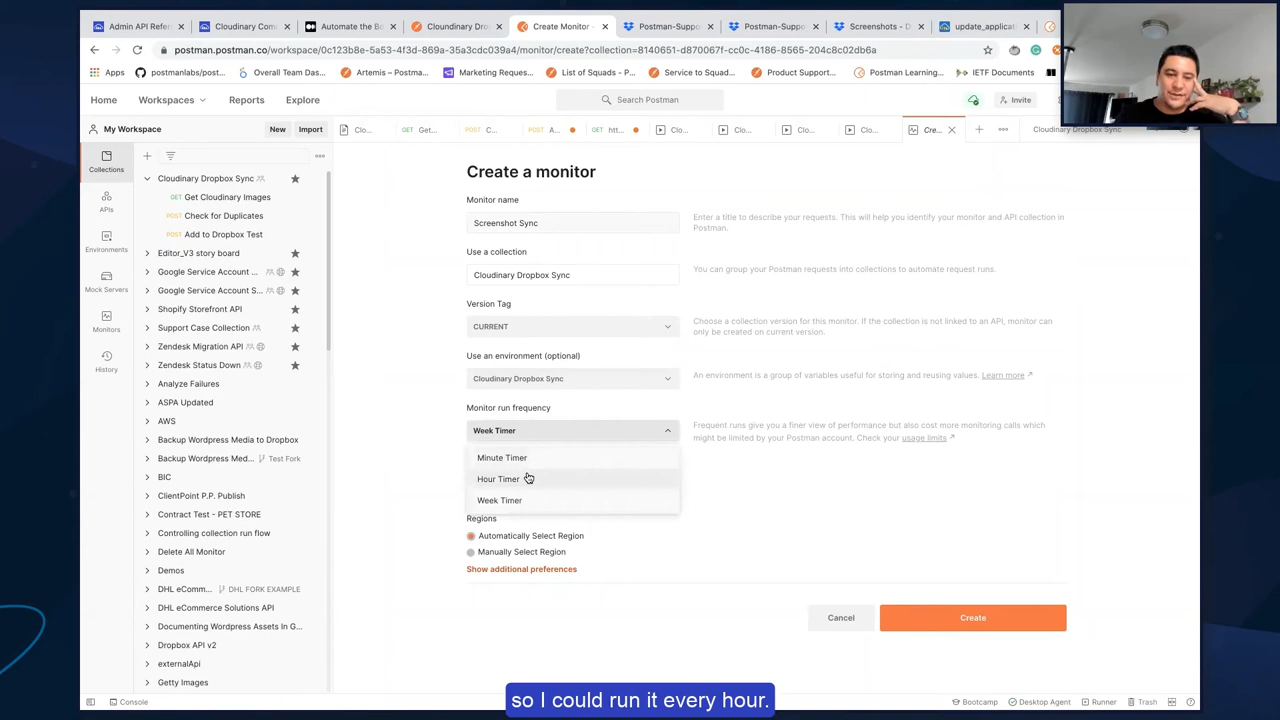 Admin API Refer
Cloudinary Com
Automate the Bo
Cloundinary Dro
Create Monitor -
Postman-Suppo
Postman-Suppo
Screenshots - D
update_applicati
postman.postman.co/workspace/0c123b8e-5a53-4f3d-869a-35a3cdc039a4/monitor/create?collection=8140651-d870067f-cc0c-4186-8565-204c8c02db6a
Apps
postmanlabs/post...
Overall Team Das...
Artemis – Postma...
Marketing Reques...
List of Squads - P...
Service to Squad...
Product Support...
Postman Learning...
IETF Documents
Home
Workspaces
Reports
Explore
Search Postman
Invite
My Workspace
New
Import
Clo...
Get...
C...
A...
htt...
Clo...
Clo...
Clo...
Clo...
Cre...
Cloudinary Dropbox Sync
Collections
APIs
Environments
Mock Servers
Monitors
History
Cloudinary Dropbox Sync
GET Get Cloudinary Images
POST Check for Duplicates
POST Add to Dropbox Test
Editor_V3 story board
Google Service Account ...
Google Service Account S...
Shopify Storefront API
Support Case Collection
Zendesk Migration API
Zendesk Status Down
Analyze Failures
ASPA Updated
AWS
Backup Wordpress Media to Dropbox
Backup Wordpress Med... Test Fork
BIC
ClientPoint P.P. Publish
Contract Test - PET STORE
Controlling collection run flow
Delete All Monitor
Demos
DHL eComm... DHL FORK EXAMPLE
DHL eCommerce Solutions API
Documenting Wordpress Assets In G...
Dropbox API v2
externalApi
Getty Images
Create a monitor
Monitor name
Screenshot Sync
Enter a title to describe your requests. This will help you identify your monitor and API collection in
Postman.
Use a collection
Cloudinary Dropbox Sync
You can group your Postman requests into collections to automate request runs.
Version Tag
CURRENT
Choose a collection version for this monitor. If the collection is not linked to an API, monitor can
only be created on current version.
Use an environment (optional)
Cloudinary Dropbox Sync
An environment is a group of variables useful for storing and reusing values. Learn more
Monitor run frequency
Week Timer
Frequent runs give you a finer view of performance but also cost more monitoring calls which
might be limited by your Postman account. Check your usage limits
Minute Timer
Hour Timer
Week Timer
Regions
Automatically Select Region
Manually Select Region
Show additional preferences
Cancel
Create
Console
Bootcamp
Desktop Agent
Runner
Trash
so I could run it every hour.